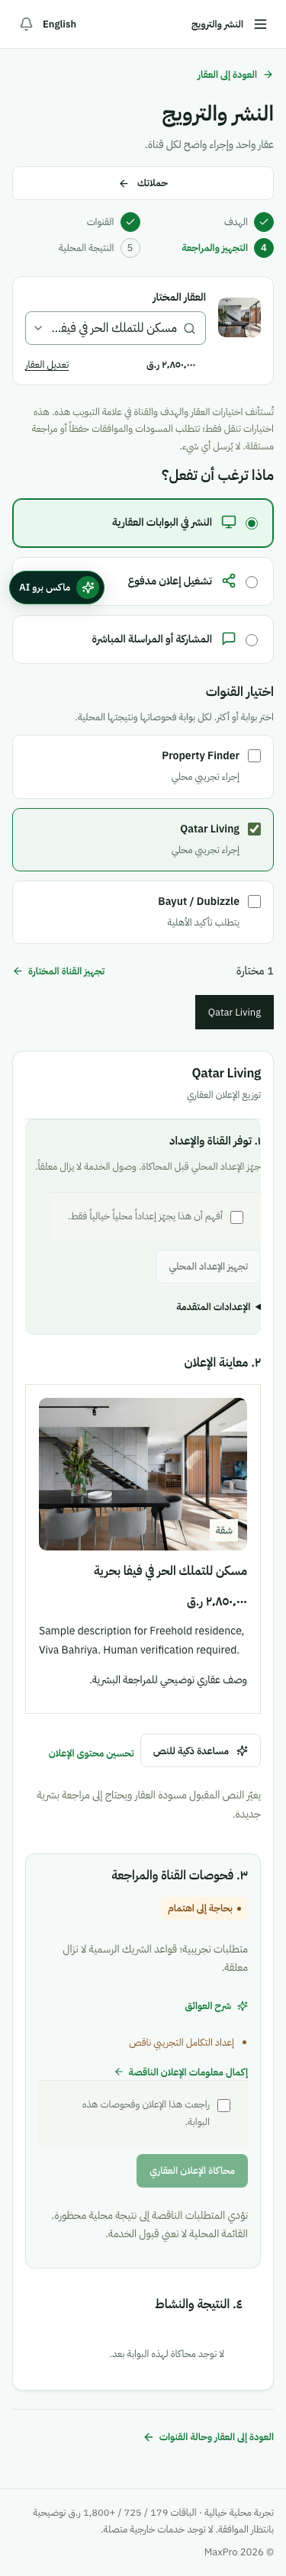 النشر والترويج
English
العودة إلى العقار
النشر والترويج
عقار واحد وإجراء واضح لكل قناة.
حملاتك
الهدف
القنوات
4 التجهيز والمراجعة
5 النتيجة المحلية
العقار المختار
مسكن للتملك الحر في فيفـ...
٢٬٨٥٠٬٠٠٠ ر.ق
تعديل العقار
تُستأنف اختيارات العقار والهدف والقناة في علامة التبويب هذه. هذه
اختيارات تنقل فقط؛ تتطلب المسودات والموافقات حفظاً أو مراجعة
مستقلة. لا يُرسل أي شيء.
ماذا ترغب أن تفعل؟
النشر في البوابات العقارية
تشغيل إعلان مدفوع
ماكس برو AI
المشاركة أو المراسلة المباشرة
اختيار القنوات
اختر بوابة أو أكثر. لكل بوابة فحوصاتها ونتيجتها المحلية.
Property Finder
إجراء تجريبي محلي
Qatar Living
إجراء تجريبي محلي
Bayut / Dubizzle
يتطلب تأكيد الأهلية
1 مختارة
تجهيز القناة المختارة
Qatar Living
Qatar Living
توزيع الإعلان العقاري
١. توفر القناة والإعداد
جهّز الإعداد المحلي قبل المحاكاة. وصول الخدمة لا يزال معلقاً.
أفهم أن هذا يجهز إعداداً محلياً خيالياً فقط.
تجهيز الإعداد المحلي
الإعدادات المتقدمة
٢. معاينة الإعلان
شقة
مسكن للتملك الحر في فيفا بحرية
٢٬٨٥٠٬٠٠٠ ر.ق
Sample description for Freehold residence,
Viva Bahriya. Human verification required.
وصف عقاري توضيحي للمراجعة البشرية.
مساعدة ذكية للنص
تحسين محتوى الإعلان
يغيّر النص المقبول مسودة العقار ويحتاج إلى مراجعة بشرية
جديدة.
٣. فحوصات القناة والمراجعة
بحاجة إلى اهتمام
متطلبات تجريبية؛ قواعد الشريك الرسمية لا تزال
معلقة.
شرح العوائق
إعداد التكامل التجريبي ناقص
إكمال معلومات الإعلان الناقصة
راجعت هذا الإعلان وفحوصات هذه
البوابة.
محاكاة الإعلان العقاري
تؤدي المتطلبات الناقصة إلى نتيجة محلية محظورة.
القائمة المحلية لا تعني قبول الخدمة.
٤. النتيجة والنشاط
لا توجد محاكاة لهذه البوابة بعد.
العودة إلى العقار وحالة القنوات
تجربة محلية خيالية · الباقات 179 / 725 / +1,800 ر.ق توضيحية
بانتظار الموافقة. لا توجد خدمات خارجية متصلة.
© 2026 MaxPro